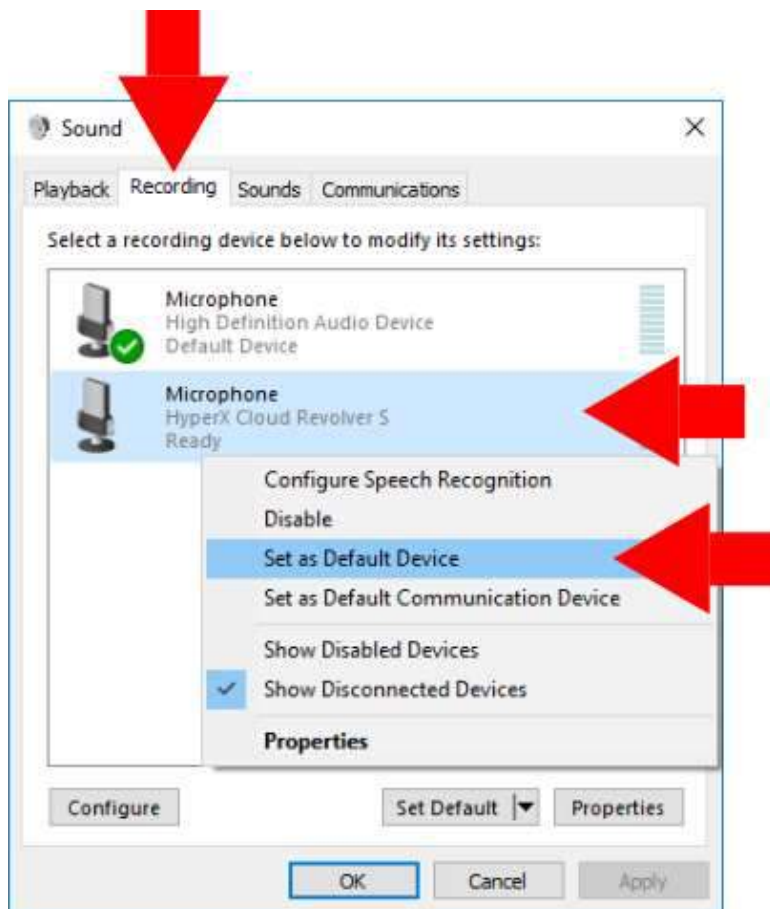 Sound
Playback Recording Sounds Communications
Select a recording device below to modify its settings:
Microphone
High Definition Audio Device
Default Device
Microphone
HyperX Cloud Revolver S
Ready
Configure Speech Recognition
Disable
Set as Default Device
Set as Default Communication Device
Show Disabled Devices
Show Disconnected Devices
Properties
Configure Set Default Properties
OK Cancel Apply